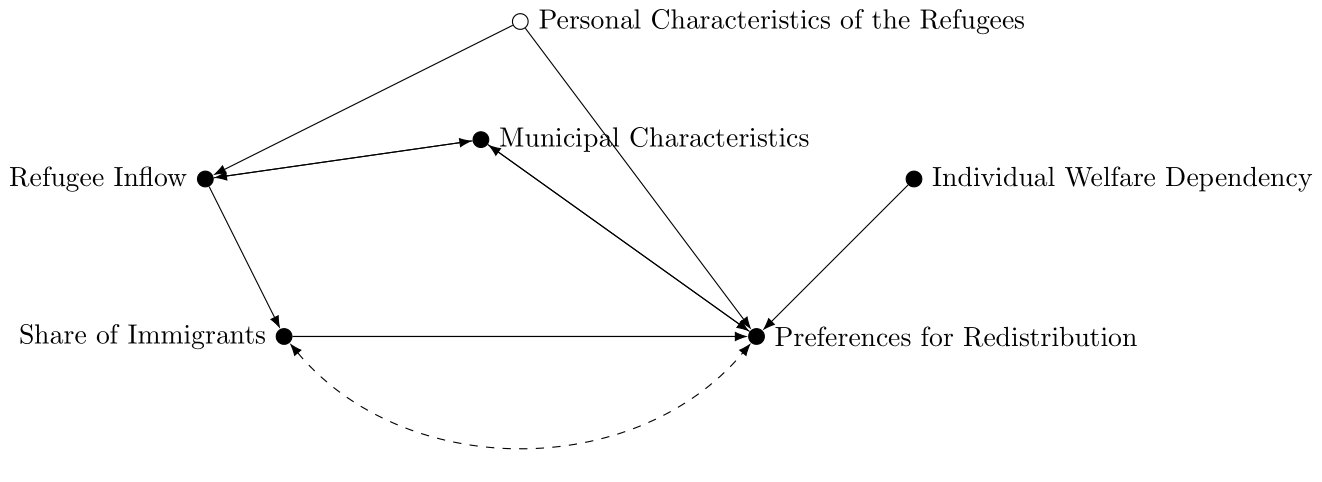 Personal Characteristics of the Refugees
Municipal Characteristics
Refugee Inflow
Individual Welfare Dependency
Share of Immigrants
Preferences for Redistribution